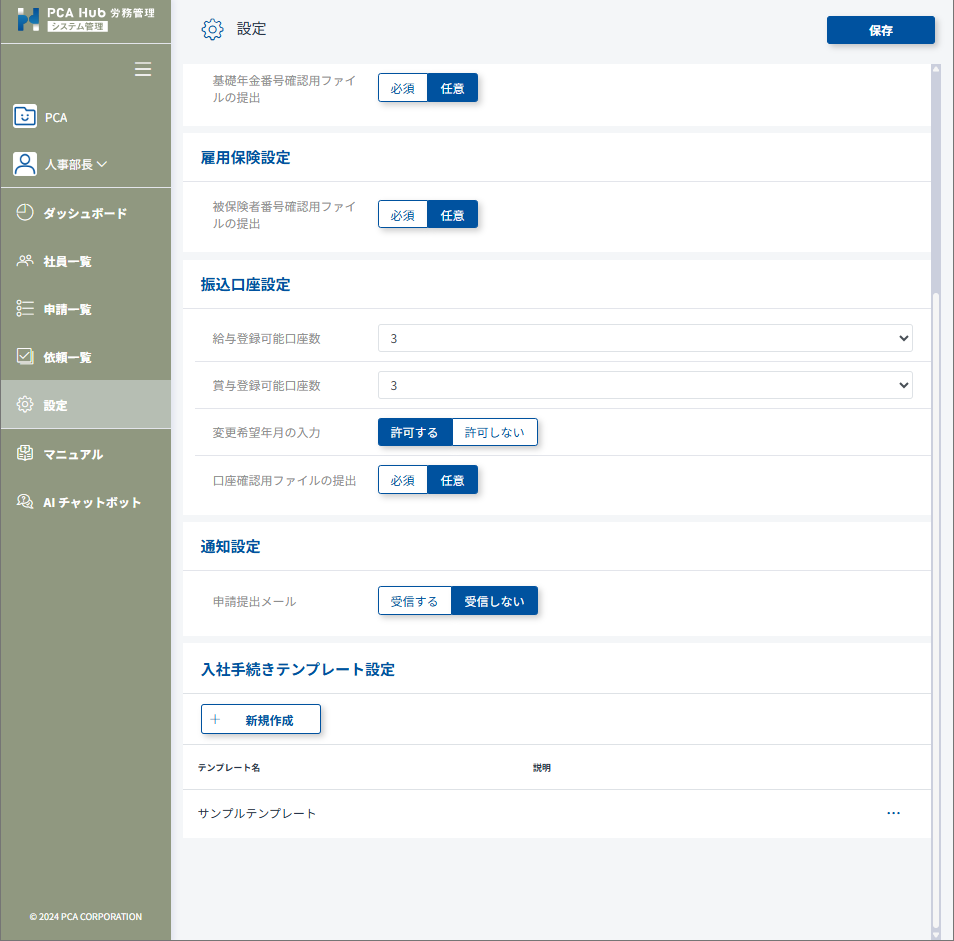 PCA Hub 労務管理
システム管理
設定
保存
PCA
人事部長
ダッシュボード
社員一覧
申請一覧
依頼一覧
設定
マニュアル
AI チャットボット
© 2024 PCA CORPORATION
基礎年金番号確認用ファイ
ルの提出
必須 任意
雇用保険設定
被保険者番号確認用ファイ
ルの提出
必須 任意
振込口座設定
給与登録可能口座数 3
賞与登録可能口座数 3
変更希望年月の入力 許可する 許可しない
口座確認用ファイルの提出 必須 任意
通知設定
申請提出メール 受信する 受信しない
入社手続きテンプレート設定
＋ 新規作成
テンプレート名 説明
サンプルテンプレート ...